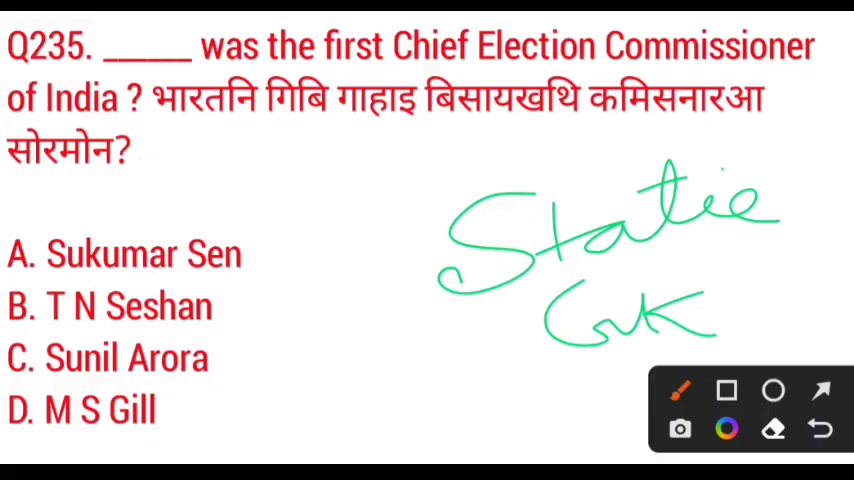 Q235. ______ was the first Chief Election Commissioner
of India ? भारतनि गिबि गाहाइ बिसायखथि कमिसनारआ
सोरमोन?
Static
GK
A. Sukumar Sen
B. T N Seshan
C. Sunil Arora
D. M S Gill